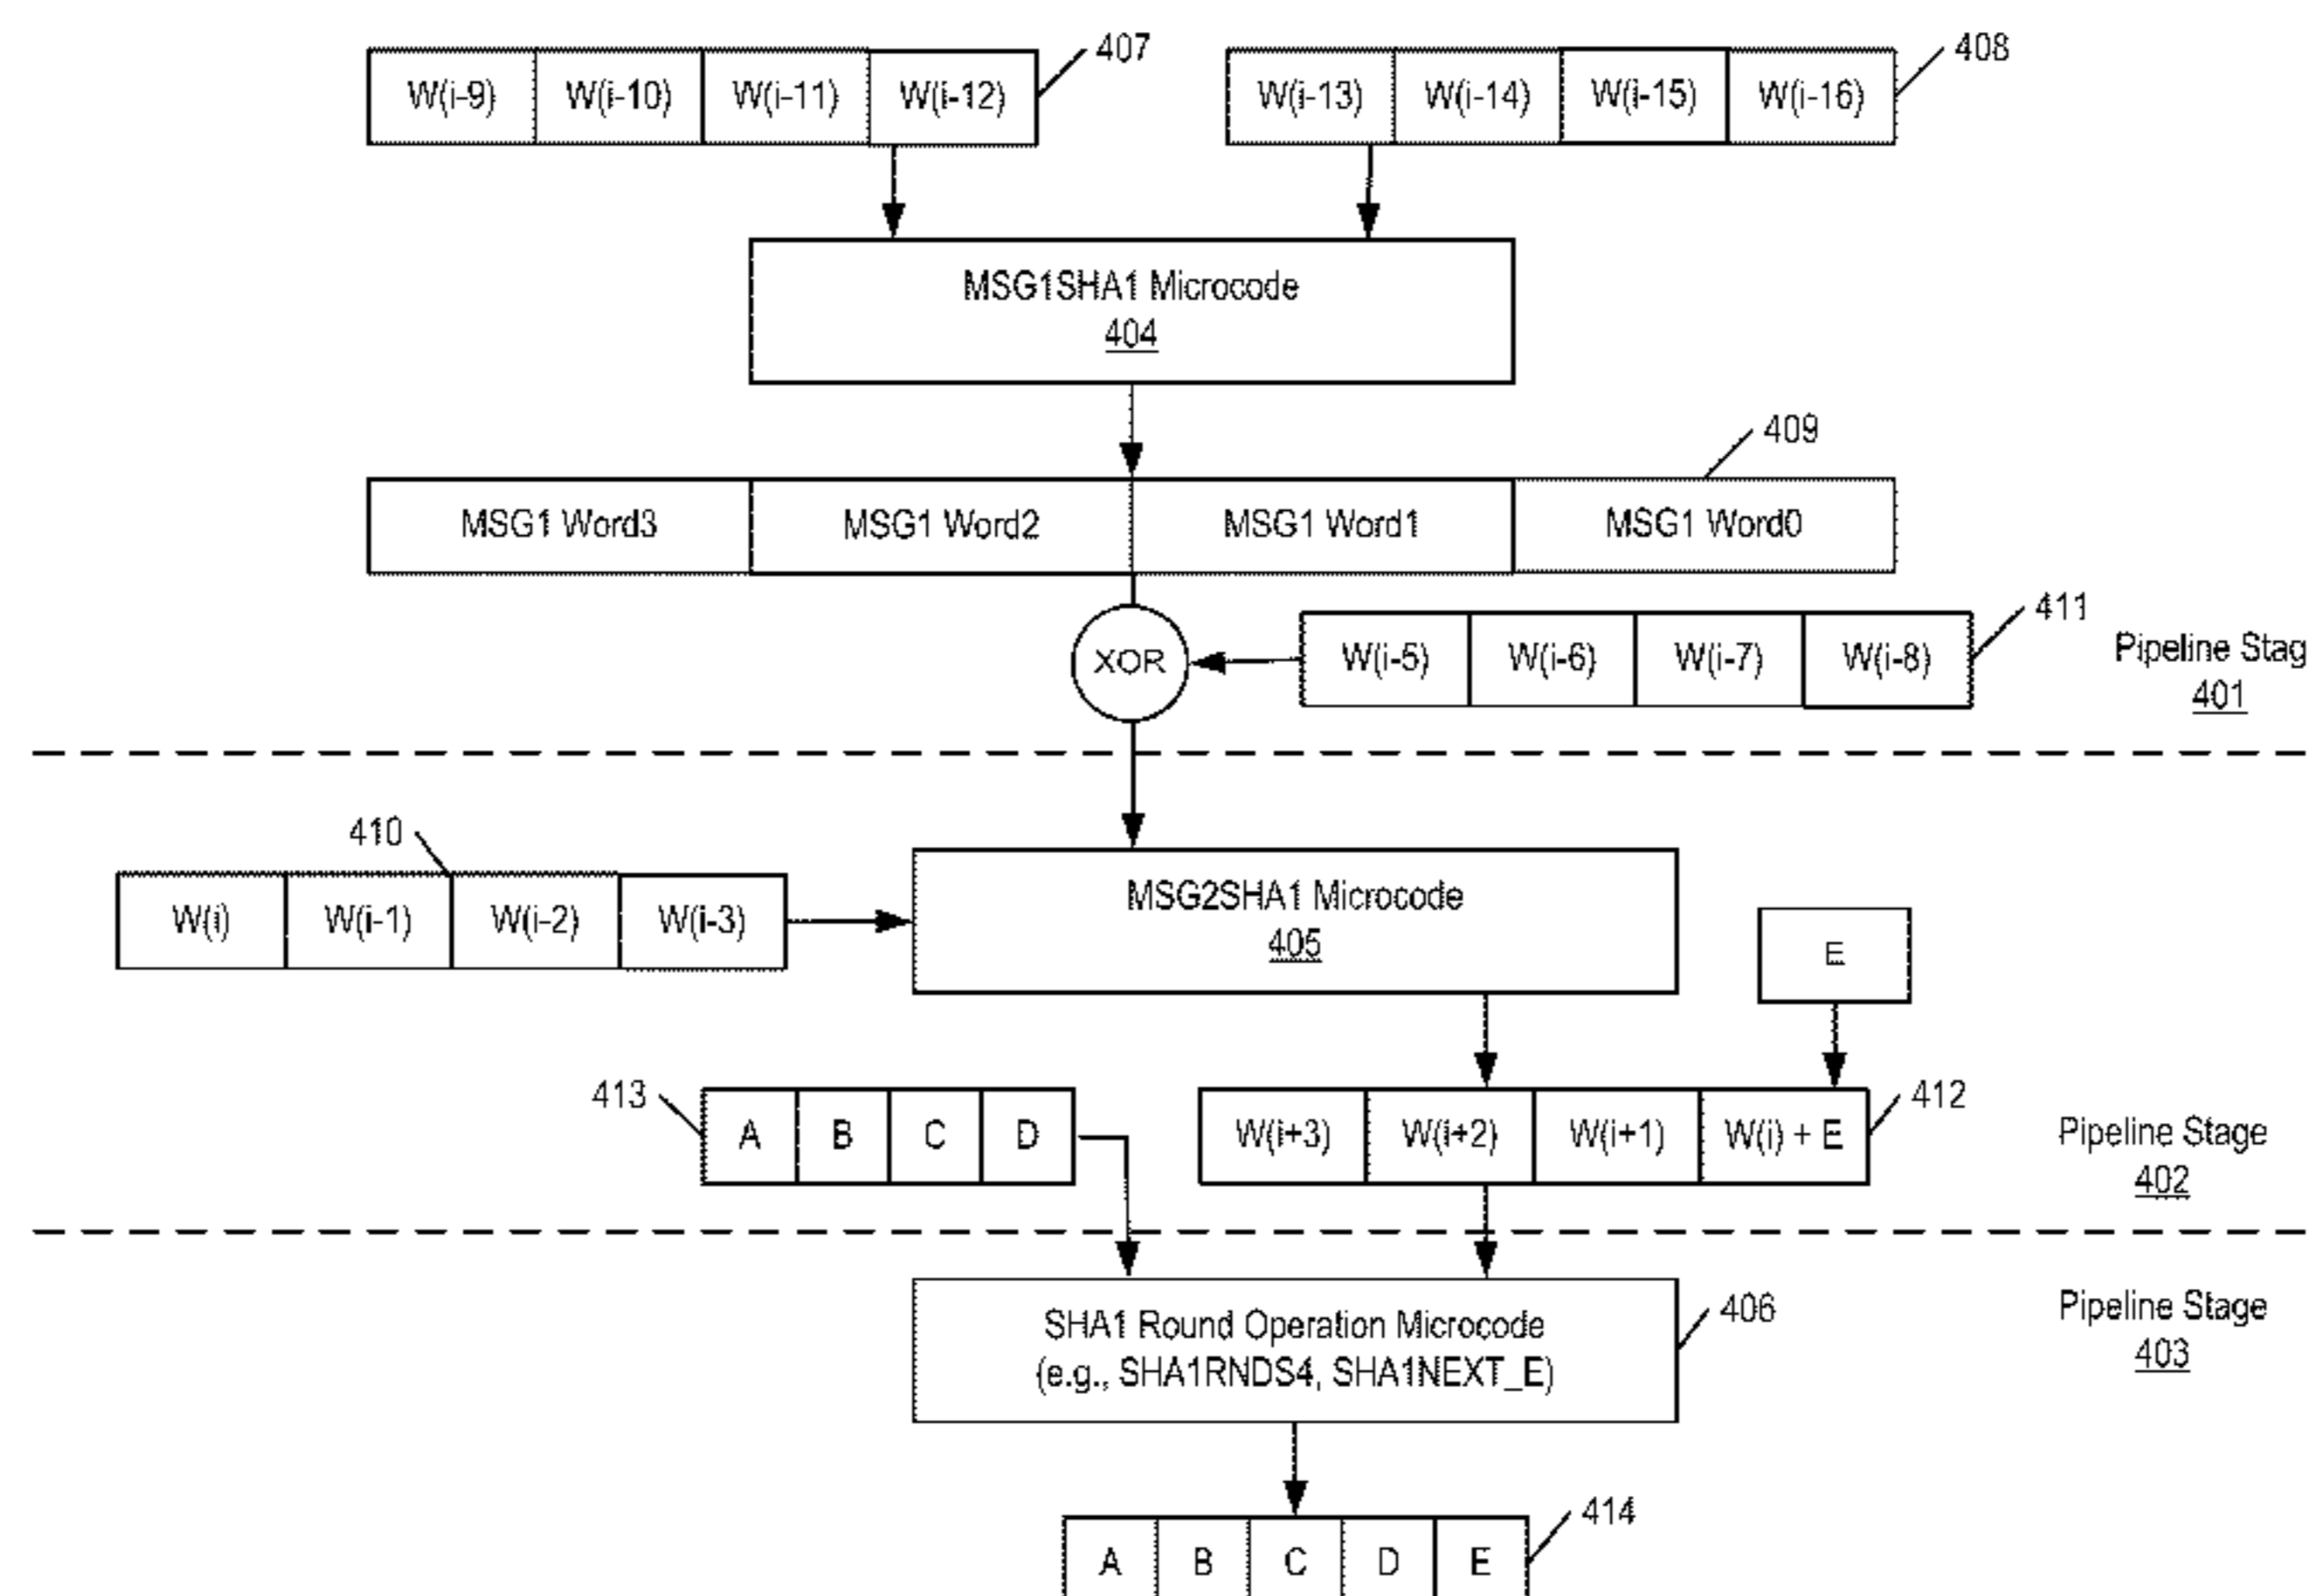 407
408
W(i-9) W(i-10) W(i-11) W(i-12)
W(i-13) W(i-14) W(i-15) W(i-16)
MSG1SHA1 Microcode
404
409
MSG1 Word3 MSG1 Word2 MSG1 Word1 MSG1 Word0
411
XOR
W(i-5) W(i-6) W(i-7) W(i-8)
Pipeline Stag
401
410
W(i) W(i-1) W(i-2) W(i-3)
MSG2SHA1 Microcode
405
E
413
A B C D
W(i+3) W(i+2) W(i+1) W(i) + E
412
Pipeline Stage
402
SHA1 Round Operation Microcode
(e.g., SHA1RNDS4, SHA1NEXT_E)
406
Pipeline Stage
403
414
A B C D E